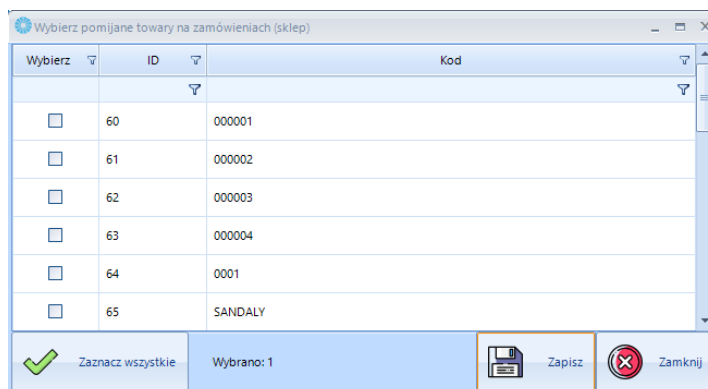 Wybierz pomijane towary na zamówieniach (sklep)
Wybierz ID Kod
60 000001
61 000002
62 000003
63 000004
64 0001
65 SANDALY
Zaznacz wszystkie Wybrano: 1 Zapisz Zamknij